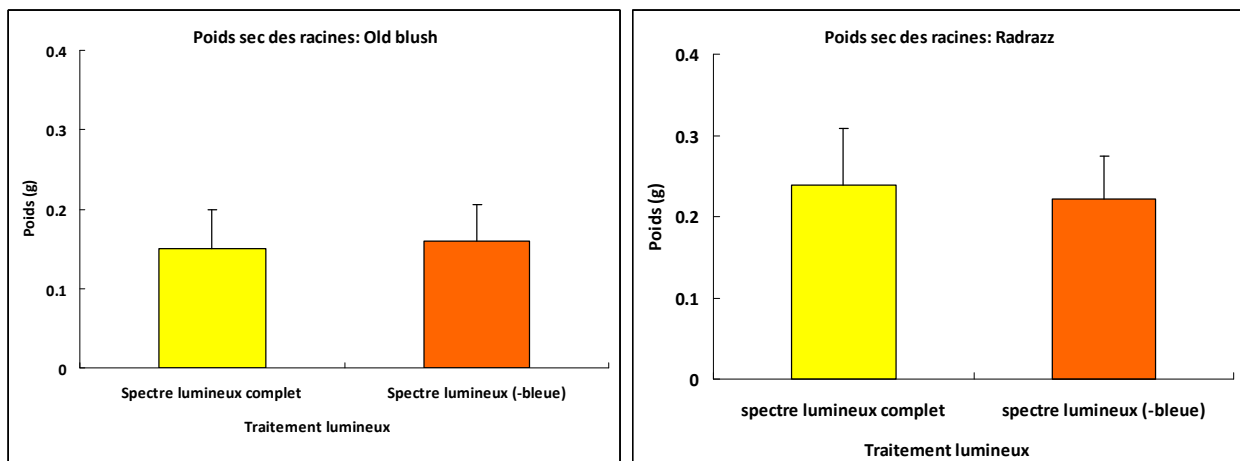 Poids sec des racines: Old blush
0.4
0.3
0.2
0.1
0
Poids (g)
Spectre lumineux complet
Spectre lumineux (-bleue)
Traitement lumineux
Poids sec des racines: Radrazz
0.4
0.3
0.2
0.1
0
Poids (g)
spectre lumineux complet
spectre lumineux (-bleue)
Traitement lumineux